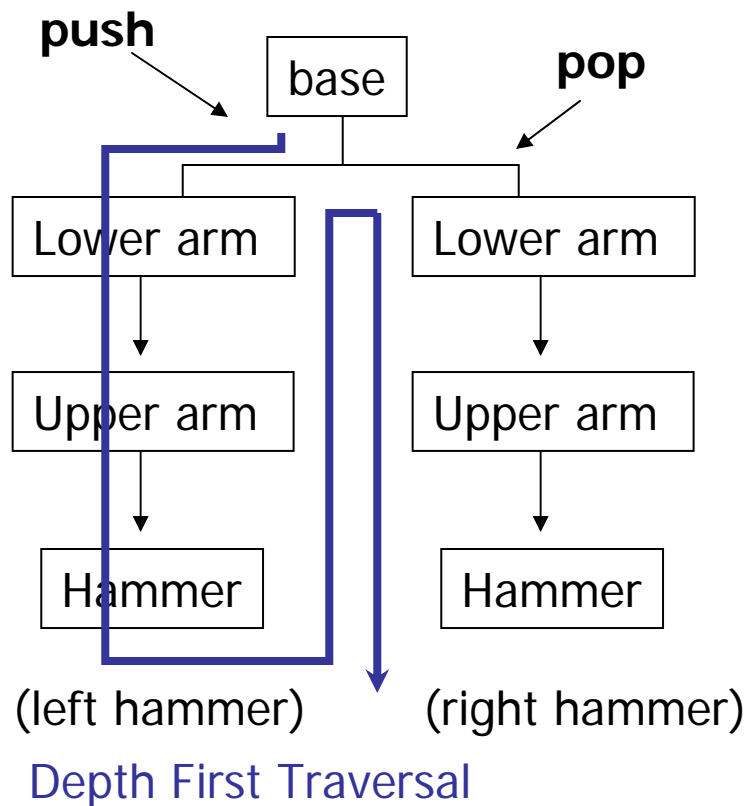 push
base
pop
Lower arm
Lower arm
Upper arm
Upper arm
Hammer
Hammer
(left hammer)
(right hammer)
Depth First Traversal